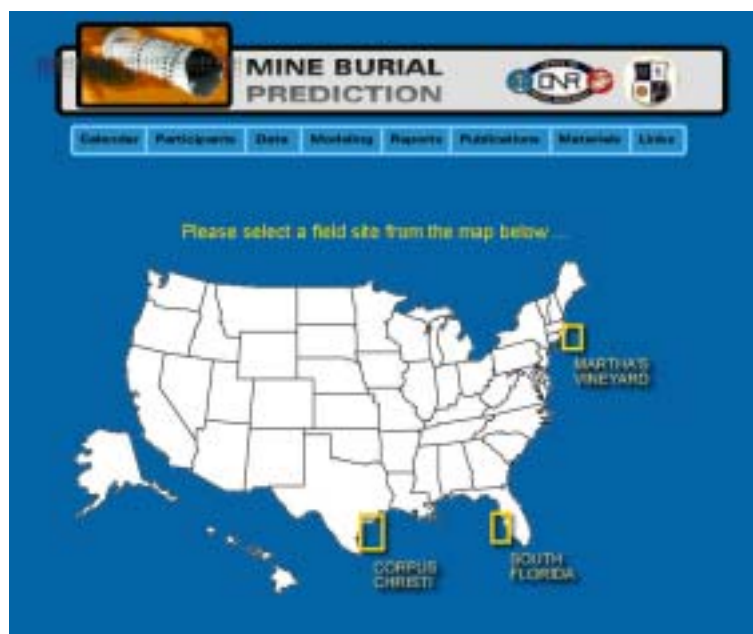 MINE BURIAL
PREDICTION
ONR
Calendar Participants Data Modeling Reports Publications Materials Links
Please select a field site from the map below ...
MARTHA'S
VINEYARD
CORPUS
CHRISTI
SOUTH
FLORIDA